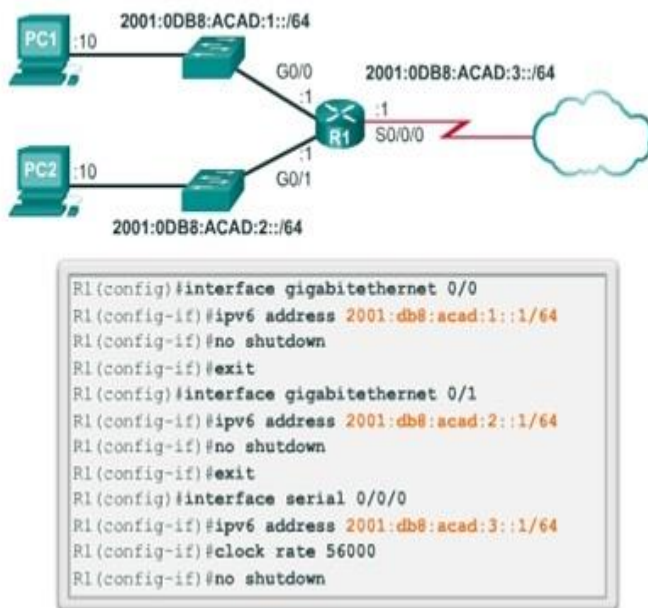 2001:0DB8:ACAD:1::/64
PC1
:10
G0/0
:1
2001:0DB8:ACAD:3::/64
:1
R1
S0/0/0
PC2
:10
:1
G0/1
2001:0DB8:ACAD:2::/64
R1(config)#interface gigabitethernet 0/0
R1(config-if)#ipv6 address 2001:db8:acad:1::1/64
R1(config-if)#no shutdown
R1(config-if)#exit
R1(config)#interface gigabitethernet 0/1
R1(config-if)#ipv6 address 2001:db8:acad:2::1/64
R1(config-if)#no shutdown
R1(config-if)#exit
R1(config)#interface serial 0/0/0
R1(config-if)#ipv6 address 2001:db8:acad:3::1/64
R1(config-if)#clock rate 56000
R1(config-if)#no shutdown